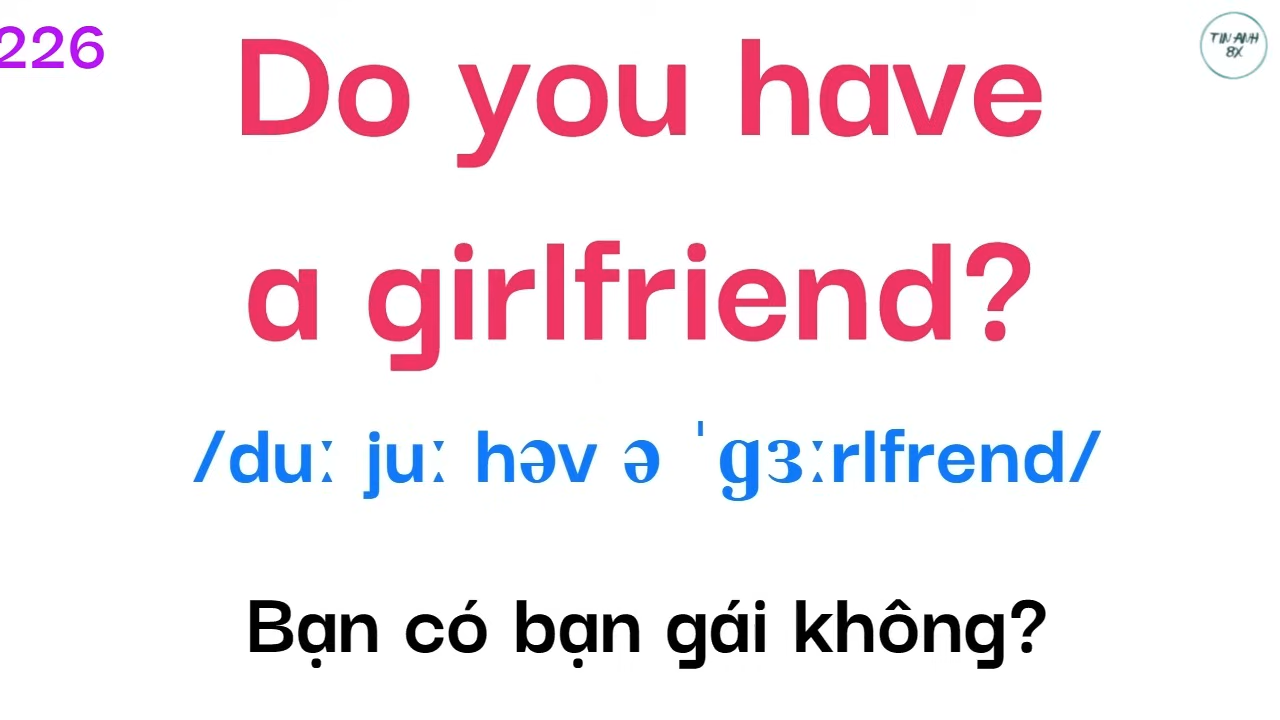 226
TIN ANH
8X
Do you have
a girlfriend?
/duː juː həv ə ˈɡɜːrlfrend/
Bạn có bạn gái không?